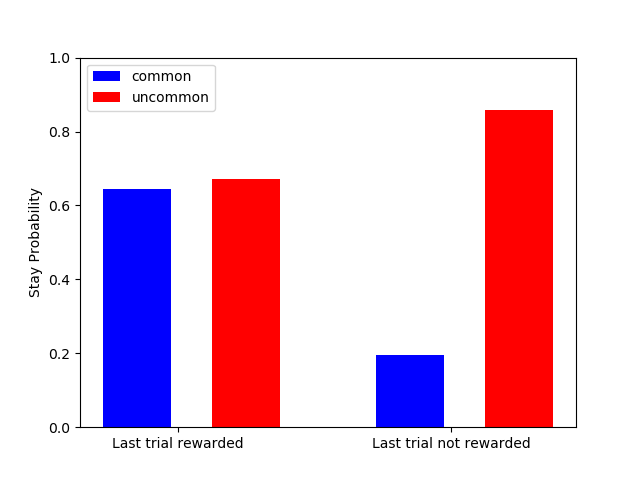 common
uncommon
1.0
0.8
0.6
0.4
0.2
0.0
Stay Probability
Last trial rewarded
Last trial not rewarded